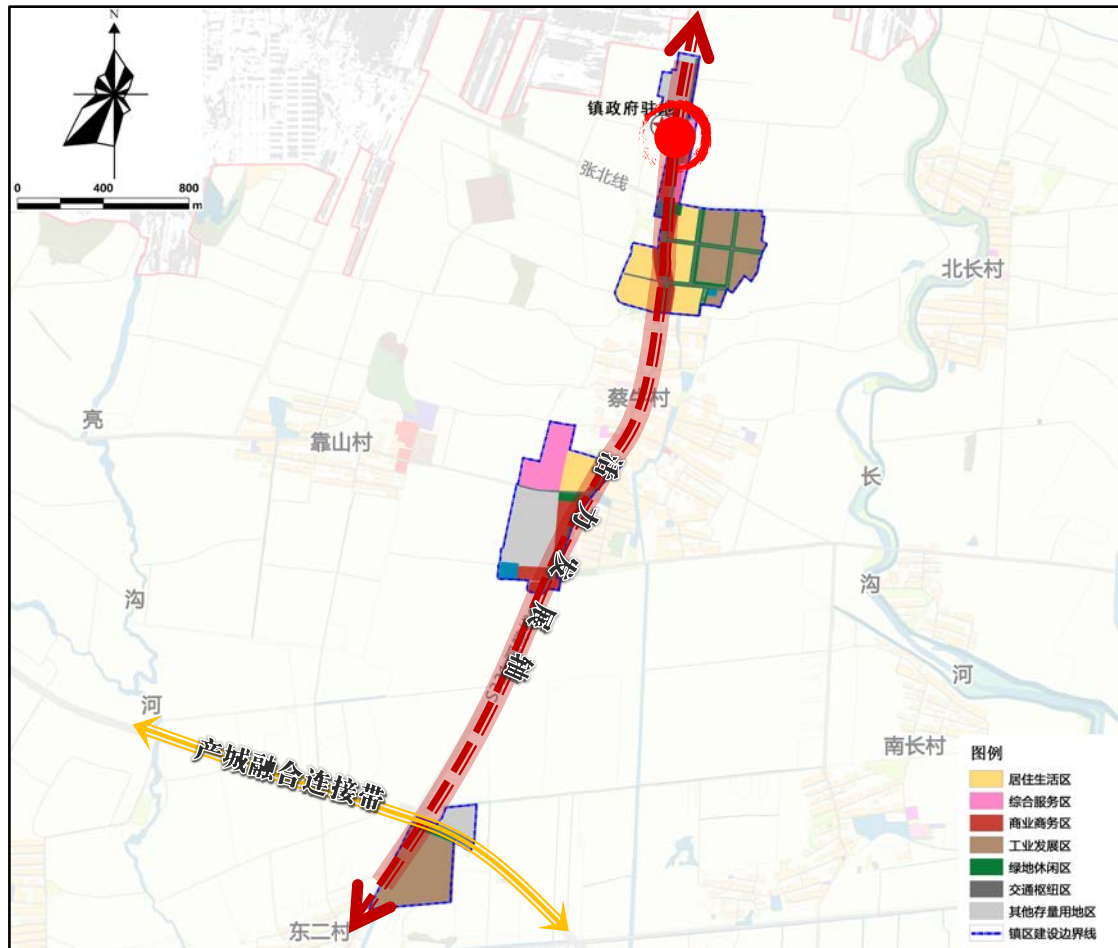 N
0 400 800
m
镇政府驻地
张北线
北长村
蔡牛村
亮
沟
河
靠山村
长
沟
河
活力发展轴
产城融合连接带
南长村
东二村
图例
居住生活区
综合服务区
商业商务区
工业发展区
绿地休闲区
交通枢纽区
其他存量用地区
镇区建设边界线